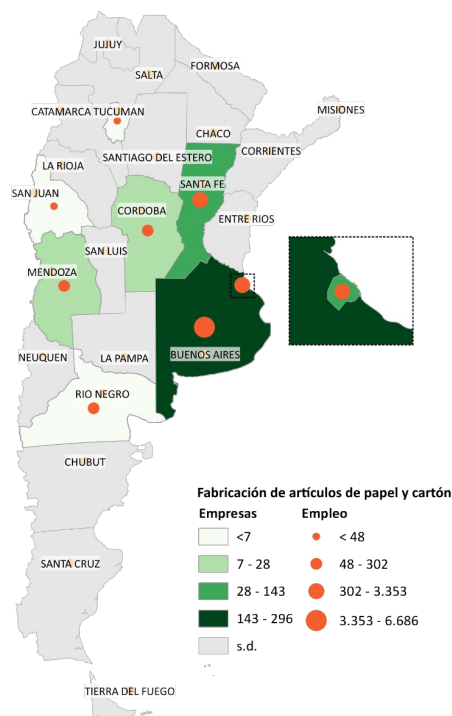 JUJUY
SALTA
FORMOSA
CATAMARCA TUCUMAN
MISIONES
CHACO
CORRIENTES
SANTIAGO DEL ESTERO
LA RIOJA
SANTA FE
SAN JUAN
CORDOBA
ENTRE RIOS
SAN LUIS
MENDOZA
BUENOS AIRES
NEUQUEN
LA PAMPA
RIO NEGRO
CHUBUT
SANTA CRUZ
TIERRA DEL FUEGO
Fabricación de artículos de papel y cartón
Empresas Empleo
<7 < 48
7 - 28 48 - 302
28 - 143 302 - 3.353
143 - 296 3.353 - 6.686
s.d.